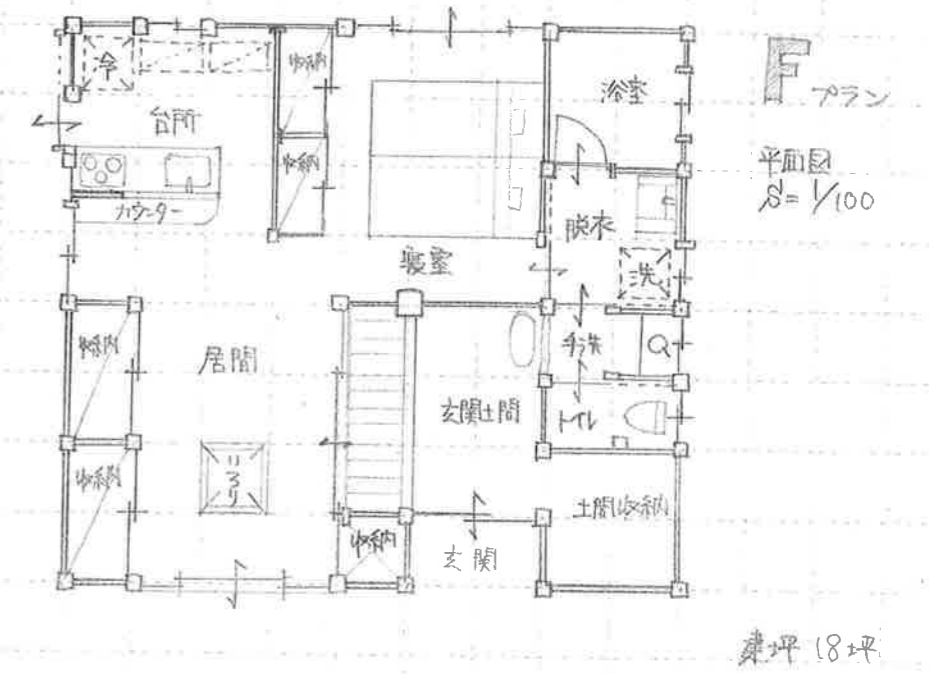 F プラン
平面図
S=1/100
冷
収納
浴室
台所
収納
カウンター
脱衣
寝室
洗
収納
居間
手洗
玄関土間
トイレ
収納
いろり
土間収納
収納
玄関
建坪 18坪